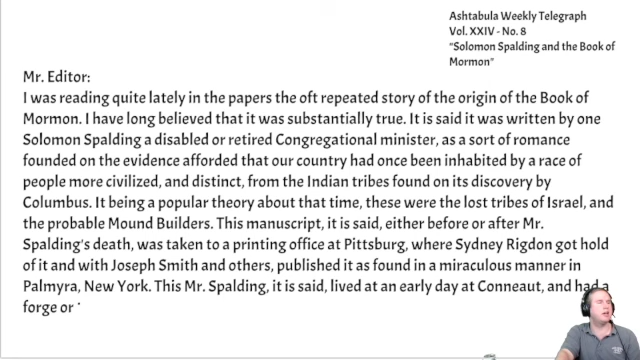 Ashtabula Weekly Telegraph
Vol. XXIV - No. 8
"Solomon Spalding and the Book of
Mormon"
Mr. Editor:
I was reading quite lately in the papers the oft repeated story of the origin of the Book of
Mormon. I have long believed that it was substantially true. It is said it was written by one
Solomon Spalding a disabled or retired Congregational minister, as a sort of romance
founded on the evidence afforded that our country had once been inhabited by a race of
people more civilized, and distinct, from the Indian tribes found on its discovery by
Columbus. It being a popular theory about that time, these were the lost tribes of Israel, and
the probable Mound Builders. This manuscript, it is said, either before or after Mr.
Spalding's death, was taken to a printing office at Pittsburg, where Sydney Rigdon got hold
of it and with Joseph Smith and others, published it as found in a miraculous manner in
Palmyra, New York. This Mr. Spalding, it is said, lived at an early day at Conneaut, and had a
forge or